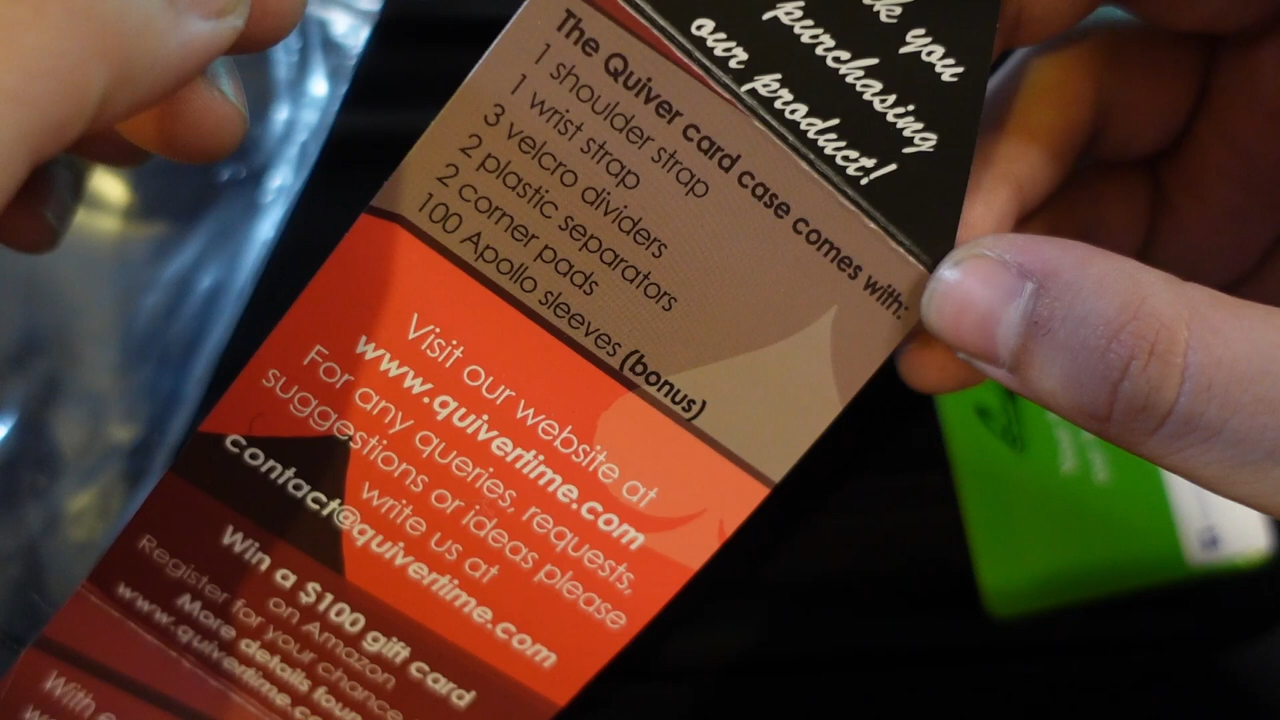 k you
purchasing
our product!
The Quiver card case comes with:
1 shoulder strap
1 wrist strap
3 velcro dividers
2 plastic separators
2 corner pads
100 Apollo sleeves (bonus)
Visit our website at
www.quivertime.com
For any queries, requests,
suggestions or ideas please
write us at
Contact@quivertime.com
Win a $100 gift card
on Amazon
Register for your chance
More details foun
www.quivertime.co
With